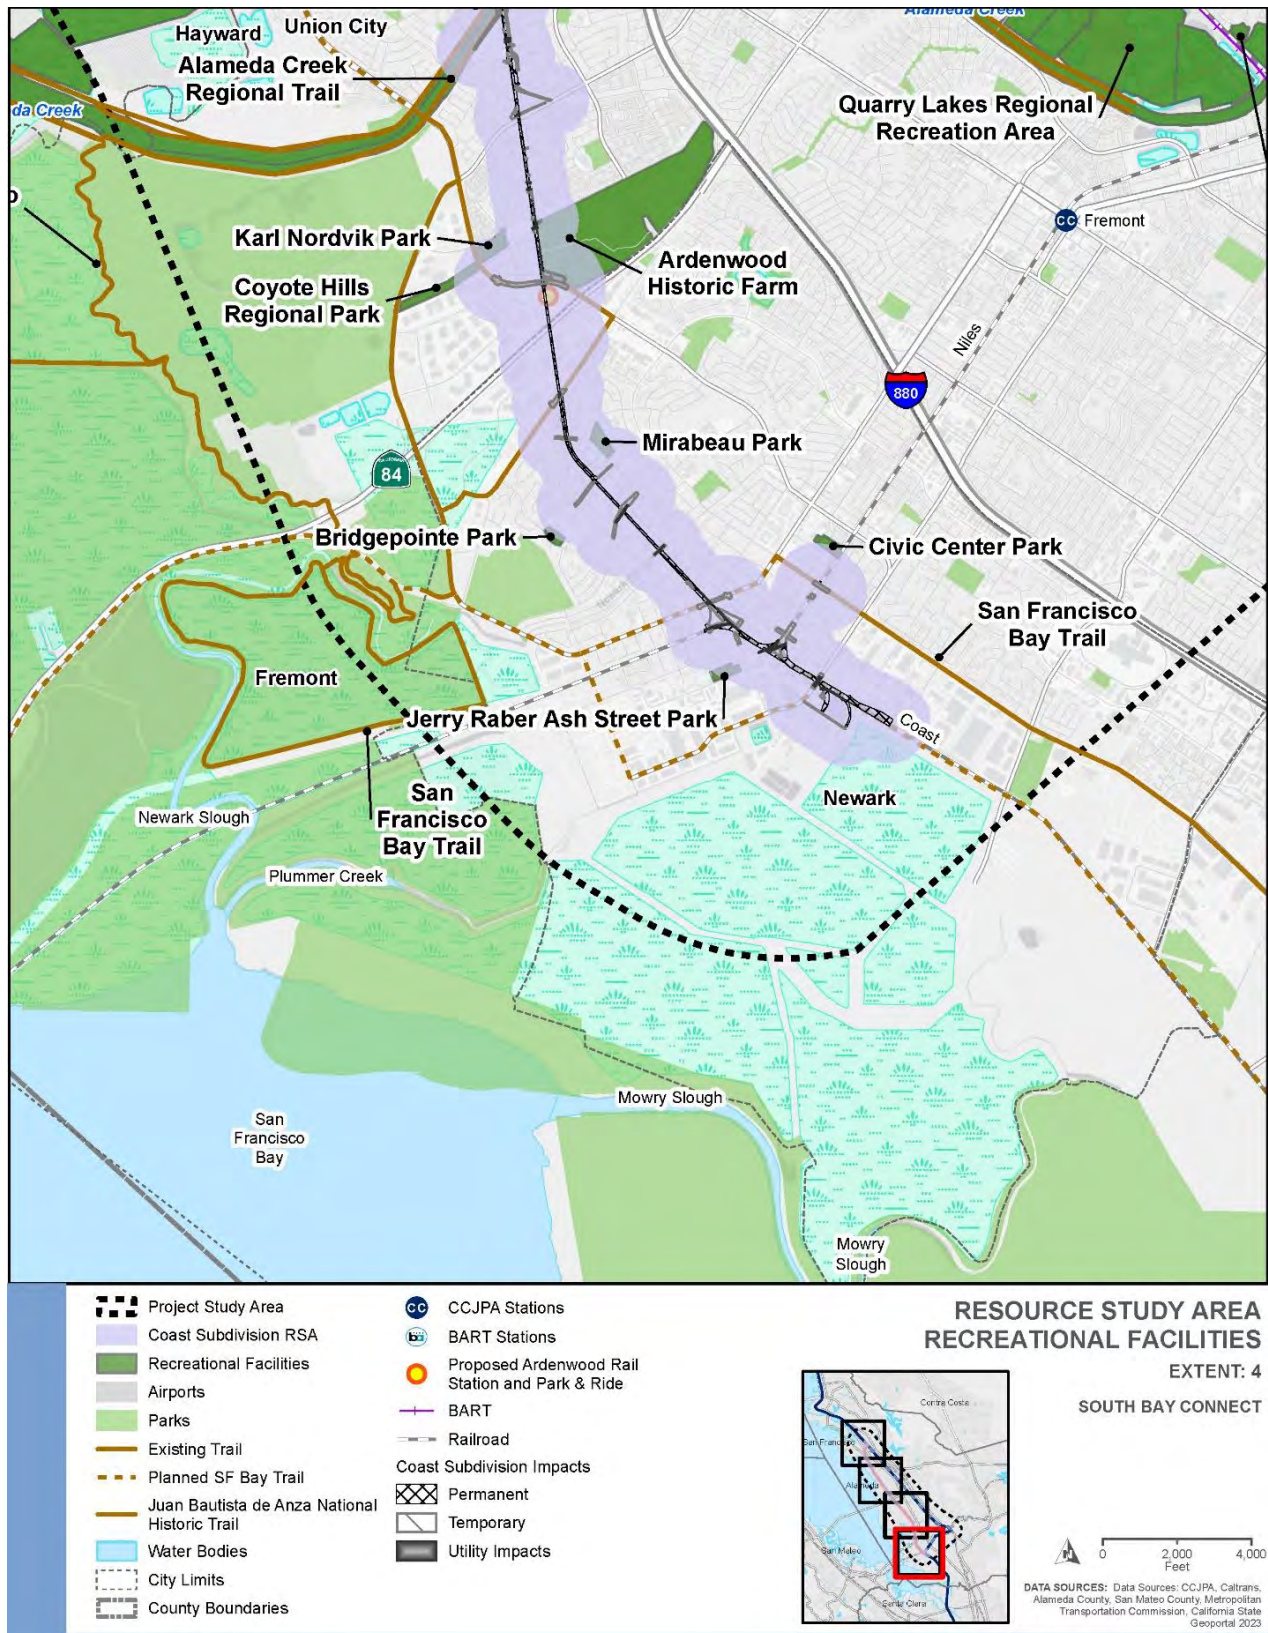 Alameda Creek
Hayward
Union City
Alameda Creek
Regional Trail
da Creek
Quarry Lakes Regional
Recreation Area
o
CC
Fremont
Karl Nordvik Park
Ardenwood
Historic Farm
Coyote Hills
Regional Park
Niles
880
Mirabeau Park
84
Bridgepointe Park
Civic Center Park
San Francisco
Bay Trail
Fremont
Jerry Raber Ash Street Park
Coast
Newark
San
Francisco
Bay Trail
Newark Slough
Plummer Creek
Mowry Slough
San
Francisco
Bay
Mowry
Slough
Project Study Area
Coast Subdivision RSA
Recreational Facilities
Airports
Parks
Existing Trail
Planned SF Bay Trail
Juan Bautista de Anza National
Historic Trail
Water Bodies
City Limits
County Boundaries
CC
CCJPA Stations
ba
BART Stations
Proposed Ardenwood Rail
Station and Park & Ride
BART
Railroad
Coast Subdivision Impacts
Permanent
Temporary
Utility Impacts
RESOURCE STUDY AREA
RECREATIONAL FACILITIES
EXTENT: 4
SOUTH BAY CONNECT
Contra Costa
San Francisco
Alameda
San Mateo
Santa Clara
N
0
2,000
4,000
Feet
DATA SOURCES: Data Sources: CCJPA, Caltrans,
Alameda County, San Mateo County, Metropolitan
Transportation Commission, California State
Geoportal 2023